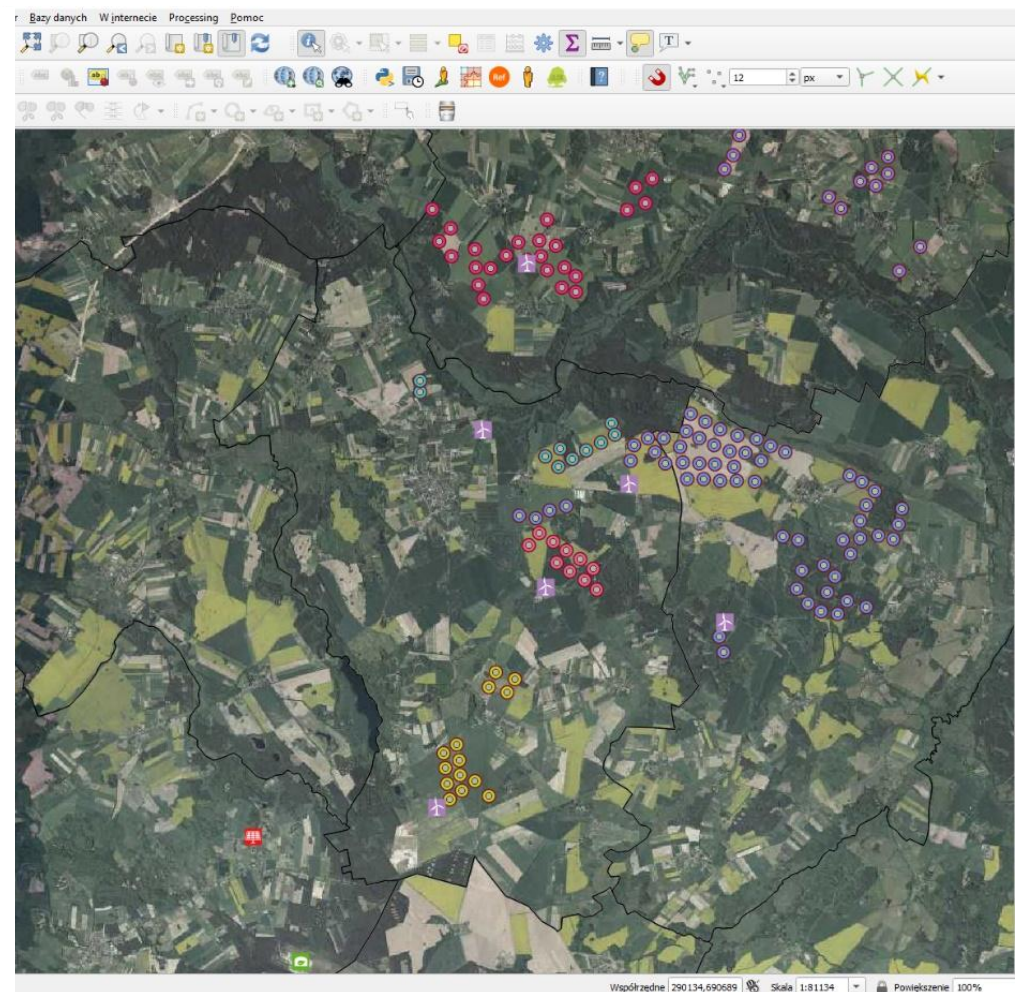 Bazy danych W internecie Processing Pomoc
T
Σ
Ref
?
12 px
Współrzędne 290134,690689 Skala 1:81134 Powiększenie 100%